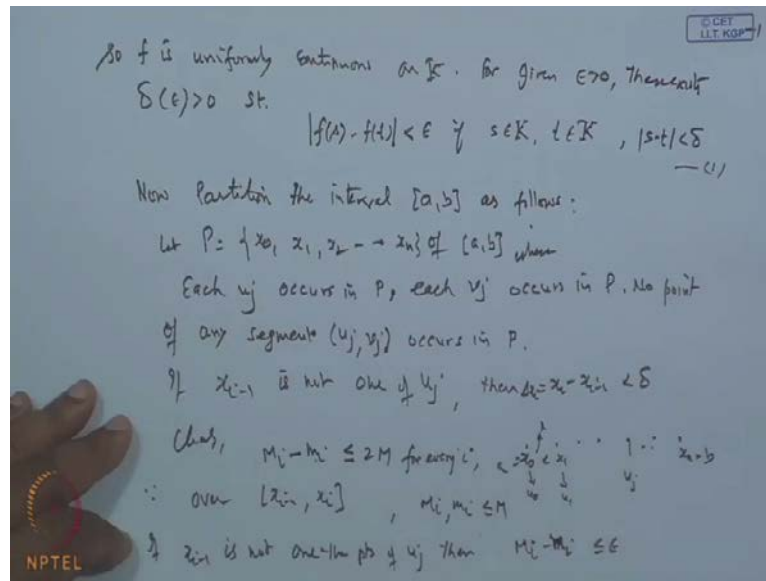 © CET
I.I.T. KGP
So f is uniformly continuous on K. For given ε>0, there exists
δ(ε)>0 st.
|f(s)-f(t)| < ε if s∈K, t∈K, |s-t|<δ
—(1)
Now Partition the interval [a,b] as follows:
Let P = {x0, x1, x2 - - → xn} of [a,b] where
Each uj occurs in P, each vj occurs in P. No point
of any segment (uj, vj) occurs in P.
If xi-1 is not one of uj, then Δxi = xi - xi-1 < δ
Mi-mi ≤ 2M for every i, a = x0 < x1 xn=b
∵ over [xi-1, xi], Mi, mi ≤ M u0 u1 uj
If xi-1 is not one the pts of uj then Mi-mi ≤ ε
NPTEL